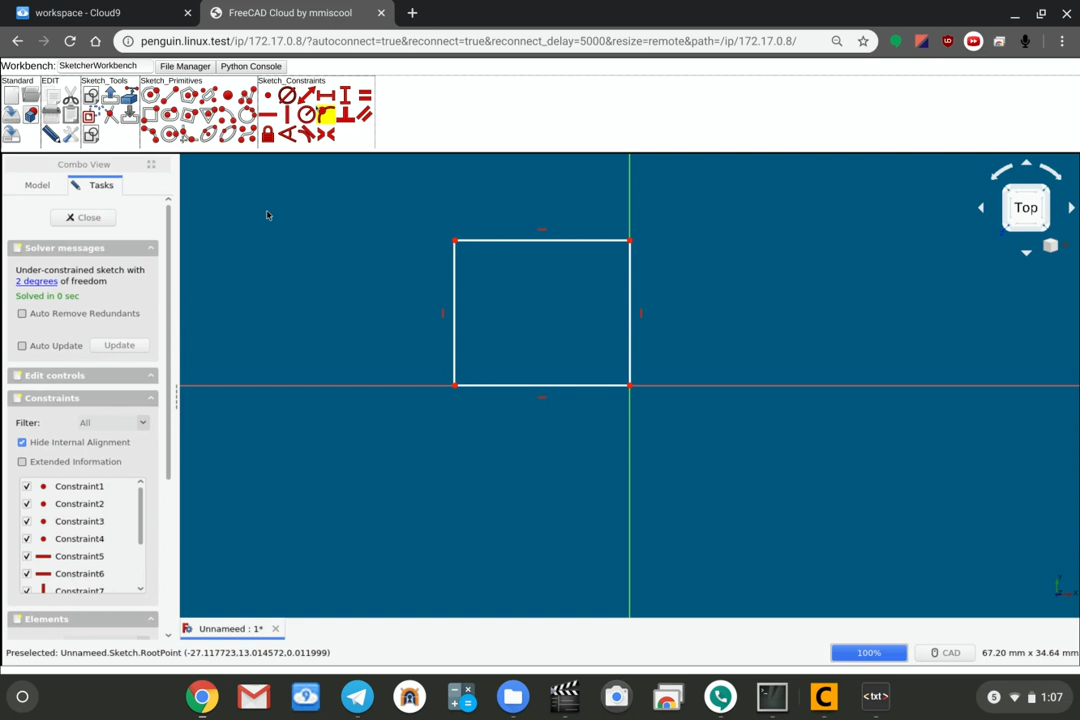 workspace - Cloud9
FreeCAD Cloud by mmiscool
penguin.linux.test/ip/172.17.0.8/?autoconnect=true&reconnect=true&reconnect_delay=5000&resize=remote&path=/ip/172.17.0.8/
Workbench: SketcherWorkbench File Manager Python Console
Standard EDIT Sketch_Tools Sketch_Primitives Sketch_Constraints
Combo View
Model Tasks
Close
Solver messages
Under-constrained sketch with
2 degrees of freedom
Solved in 0 sec
Auto Remove Redundants
Auto Update Update
Edit controls
Constraints
Filter: All
Hide Internal Alignment
Extended Information
Constraint1
Constraint2
Constraint3
Constraint4
Constraint5
Constraint6
Constraint7
Elements
Top
Unnamed : 1*
Preselected: Unnameed.Sketch.RootPoint (-27.117723,13.014572,0.011999)
100% CAD 67.20 mm x 34.64 mm
9
C
<txt>
5 1:07